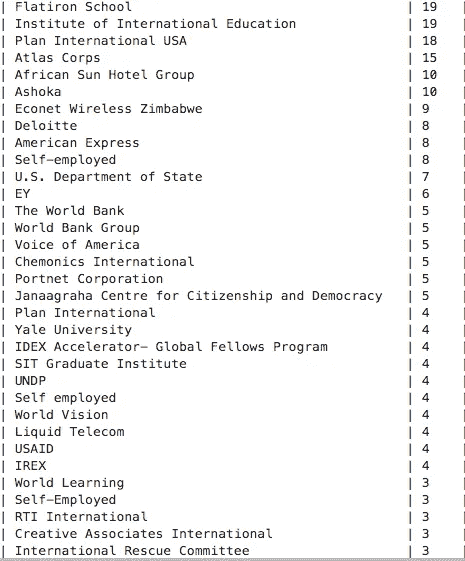 | Flatiron School | 19 |
| Institute of International Education | 19 |
| Plan International USA | 18 |
| Atlas Corps | 15 |
| African Sun Hotel Group | 10 |
| Ashoka | 10 |
| Econet Wireless Zimbabwe | 9 |
| Deloitte | 8 |
| American Express | 8 |
| Self-employed | 8 |
| U.S. Department of State | 7 |
| EY | 6 |
| The World Bank | 5 |
| World Bank Group | 5 |
| Voice of America | 5 |
| Chemonics International | 5 |
| Portnet Corporation | 5 |
| Janaagraha Centre for Citizenship and Democracy | 5 |
| Plan International | 4 |
| Yale University | 4 |
| IDEX Accelerator- Global Fellows Program | 4 |
| SIT Graduate Institute | 4 |
| UNDP | 4 |
| Self employed | 4 |
| World Vision | 4 |
| Liquid Telecom | 4 |
| USAID | 4 |
| IREX | 4 |
| World Learning | 3 |
| Self-Employed | 3 |
| RTI International | 3 |
| Creative Associates International | 3 |
| International Rescue Committee | 3 |